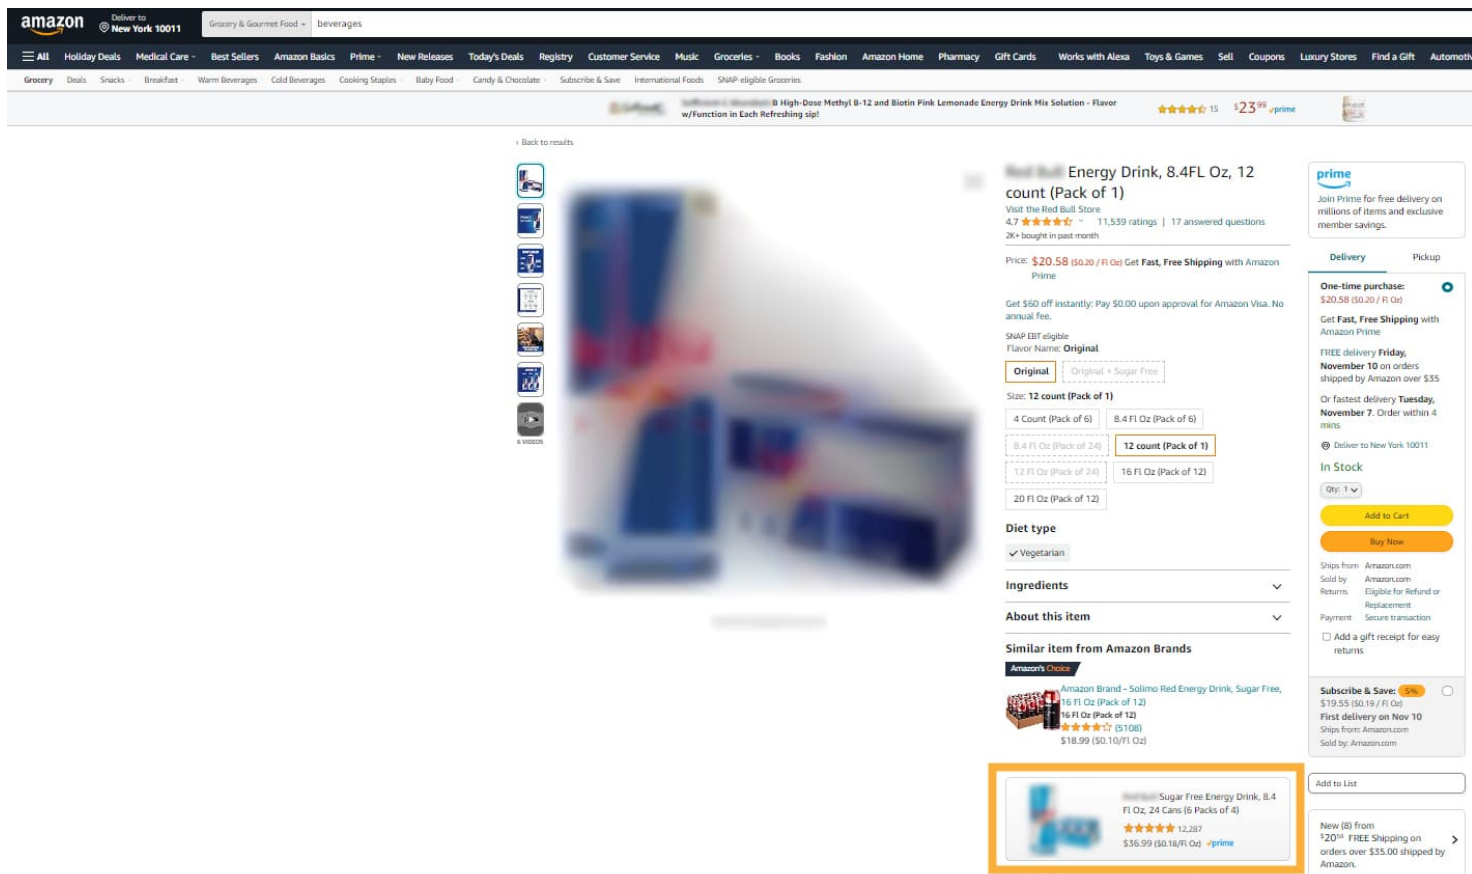 amazon
Deliver to
New York 10011
Grocery & Gourmet Food
beverages
All
Holiday Deals
Medical Care
Best Sellers
Amazon Basics
Prime
New Releases
Today's Deals
Registry
Customer Service
Music
Groceries
Books
Fashion
Amazon Home
Pharmacy
Gift Cards
Works with Alexa
Toys & Games
Sell
Coupons
Luxury Stores
Find a Gift
Automoti
Grocery
Deals
Snacks
Breakfast
Warm Beverages
Cold Beverages
Cooking Staples
Baby Food
Candy & Chocolate
Subscribe & Save
International Foods
SNAP-eligible Groceries
B High-Dose Methyl B-12 and Biotin Pink Lemonade Energy Drink Mix Solution - Flavor
w/Function in Each Refreshing sip!
15
$23.99 prime
‹ Back to results
6 VIDEOS
Energy Drink, 8.4FL Oz, 12
count (Pack of 1)
Visit the Red Bull Store
4.7
11,539 ratings | 17 answered questions
2K+ bought in past month
Price: $20.58 ($0.20 / Fl Oz) Get Fast, Free Shipping with Amazon
Prime
Get $60 off instantly: Pay $0.00 upon approval for Amazon Visa. No
annual fee.
SNAP EBT eligible
Flavor Name: Original
Original
Original + Sugar Free
Size: 12 count (Pack of 1)
4 Count (Pack of 6)
8.4 Fl Oz (Pack of 6)
8.4 Fl Oz (Pack of 24)
12 count (Pack of 1)
12 Fl Oz (Pack of 24)
16 Fl Oz (Pack of 12)
20 Fl Oz (Pack of 12)
Diet type
✓ Vegetarian
Ingredients
About this item
Similar item from Amazon Brands
Amazon's Choice
Amazon Brand - Solimo Red Energy Drink, Sugar Free,
16 Fl Oz (Pack of 12)
16 Fl Oz (Pack of 12)
(5108)
$18.99 ($0.10/Fl Oz)
Sugar Free Energy Drink, 8.4
Fl Oz, 24 Cans (6 Packs of 4)
12,287
$36.99 ($0.18/Fl Oz) prime
prime
Join Prime for free delivery on
millions of items and exclusive
member savings.
Delivery
Pickup
One-time purchase:
$20.58 ($0.20 / Fl Oz)
Get Fast, Free Shipping with
Amazon Prime
FREE delivery Friday,
November 10 on orders
shipped by Amazon over $35
Or fastest delivery Tuesday,
November 7. Order within 4
mins
Deliver to New York 10011
In Stock
Qty: 1
Add to Cart
Buy Now
Ships from Amazon.com
Sold by Amazon.com
Returns Eligible for Refund or
Replacement
Payment Secure transaction
Add a gift receipt for easy
returns
Subscribe & Save: 5%
$19.55 ($0.19 / Fl Oz)
First delivery on Nov 10
Ships from: Amazon.com
Sold by: Amazon.com
Add to List
New (8) from
$20.58 FREE Shipping on
orders over $35.00 shipped by
Amazon.